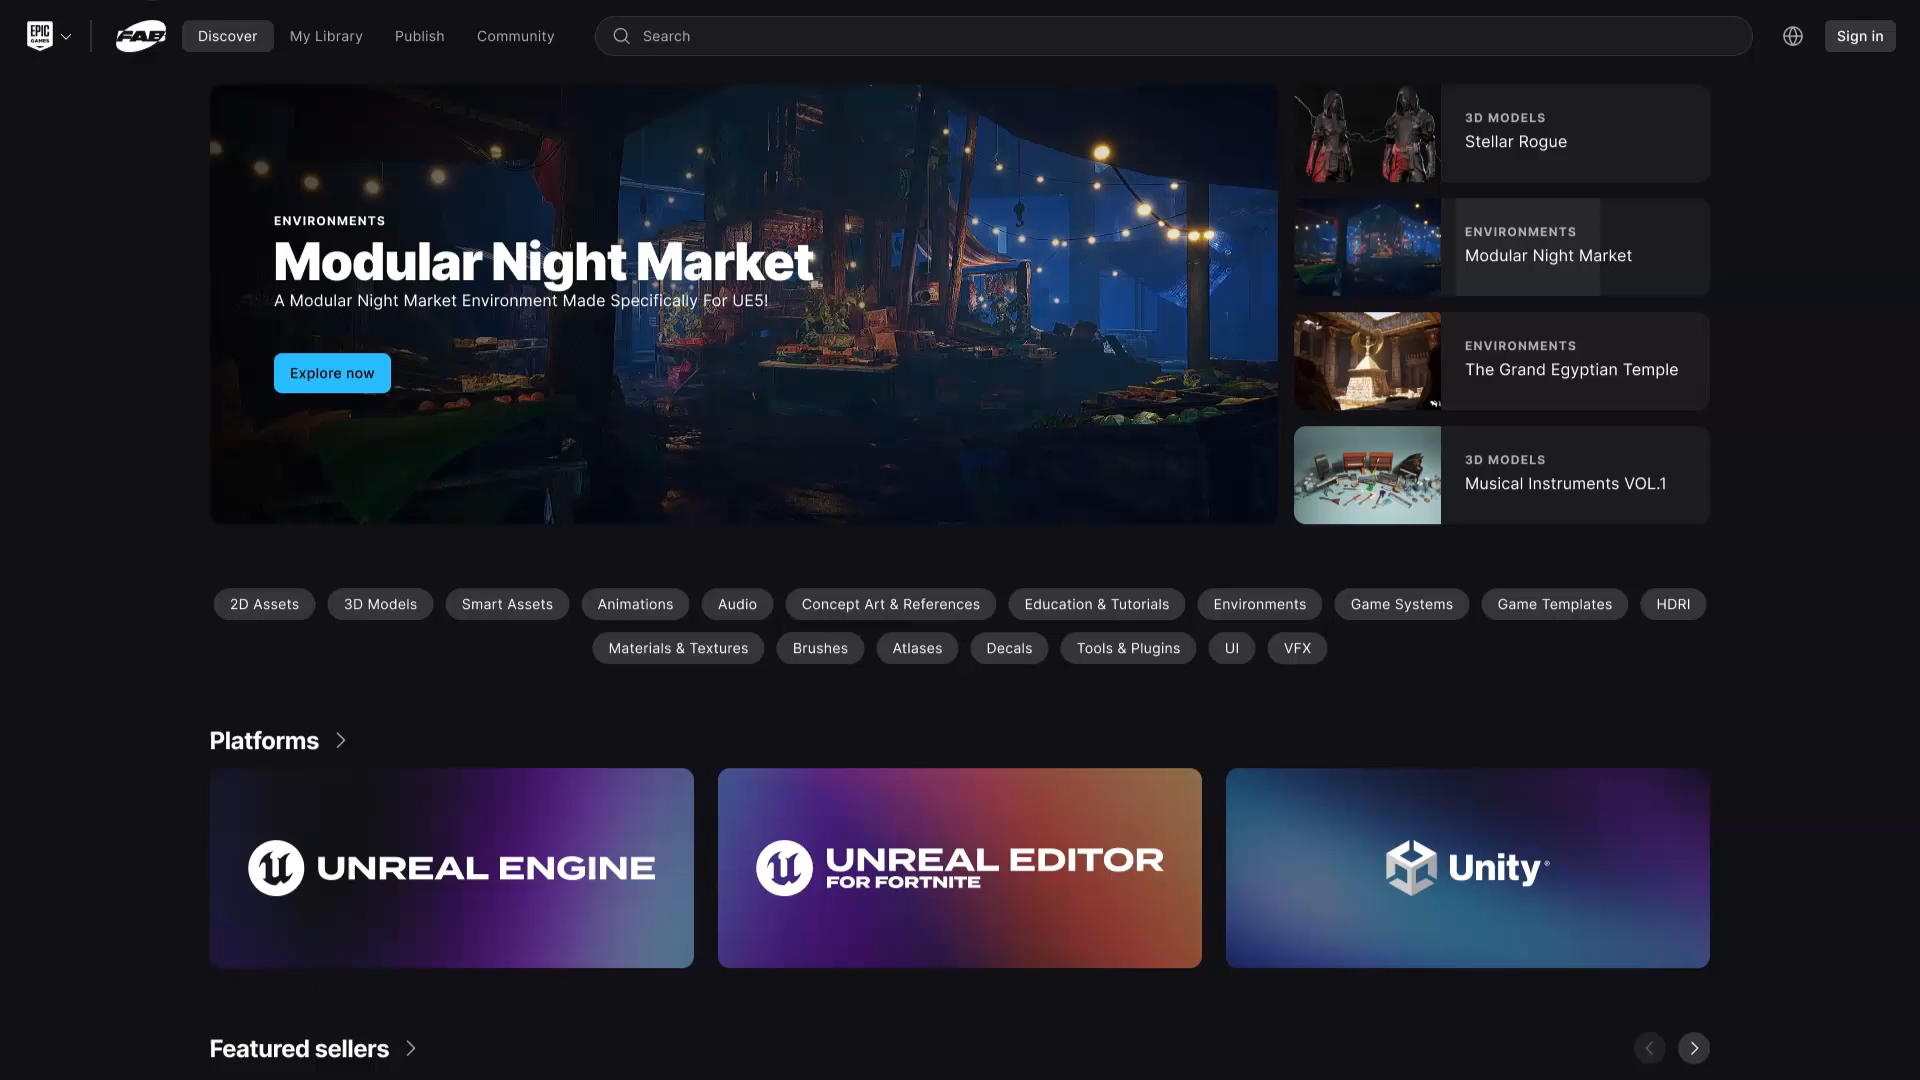 EPIC
GAMES
FAB
Discover
My Library
Publish
Community
Search
Sign in
ENVIRONMENTS
Modular Night Market
A Modular Night Market Environment Made Specifically For UE5!
Explore now
3D MODELS
Stellar Rogue
ENVIRONMENTS
Modular Night Market
ENVIRONMENTS
The Grand Egyptian Temple
3D MODELS
Musical Instruments VOL.1
2D Assets
3D Models
Smart Assets
Animations
Audio
Concept Art & References
Education & Tutorials
Environments
Game Systems
Game Templates
HDRI
Materials & Textures
Brushes
Atlases
Decals
Tools & Plugins
UI
VFX
Platforms
UNREAL ENGINE
UNREAL EDITOR
FOR FORTNITE
Unity®
Featured sellers